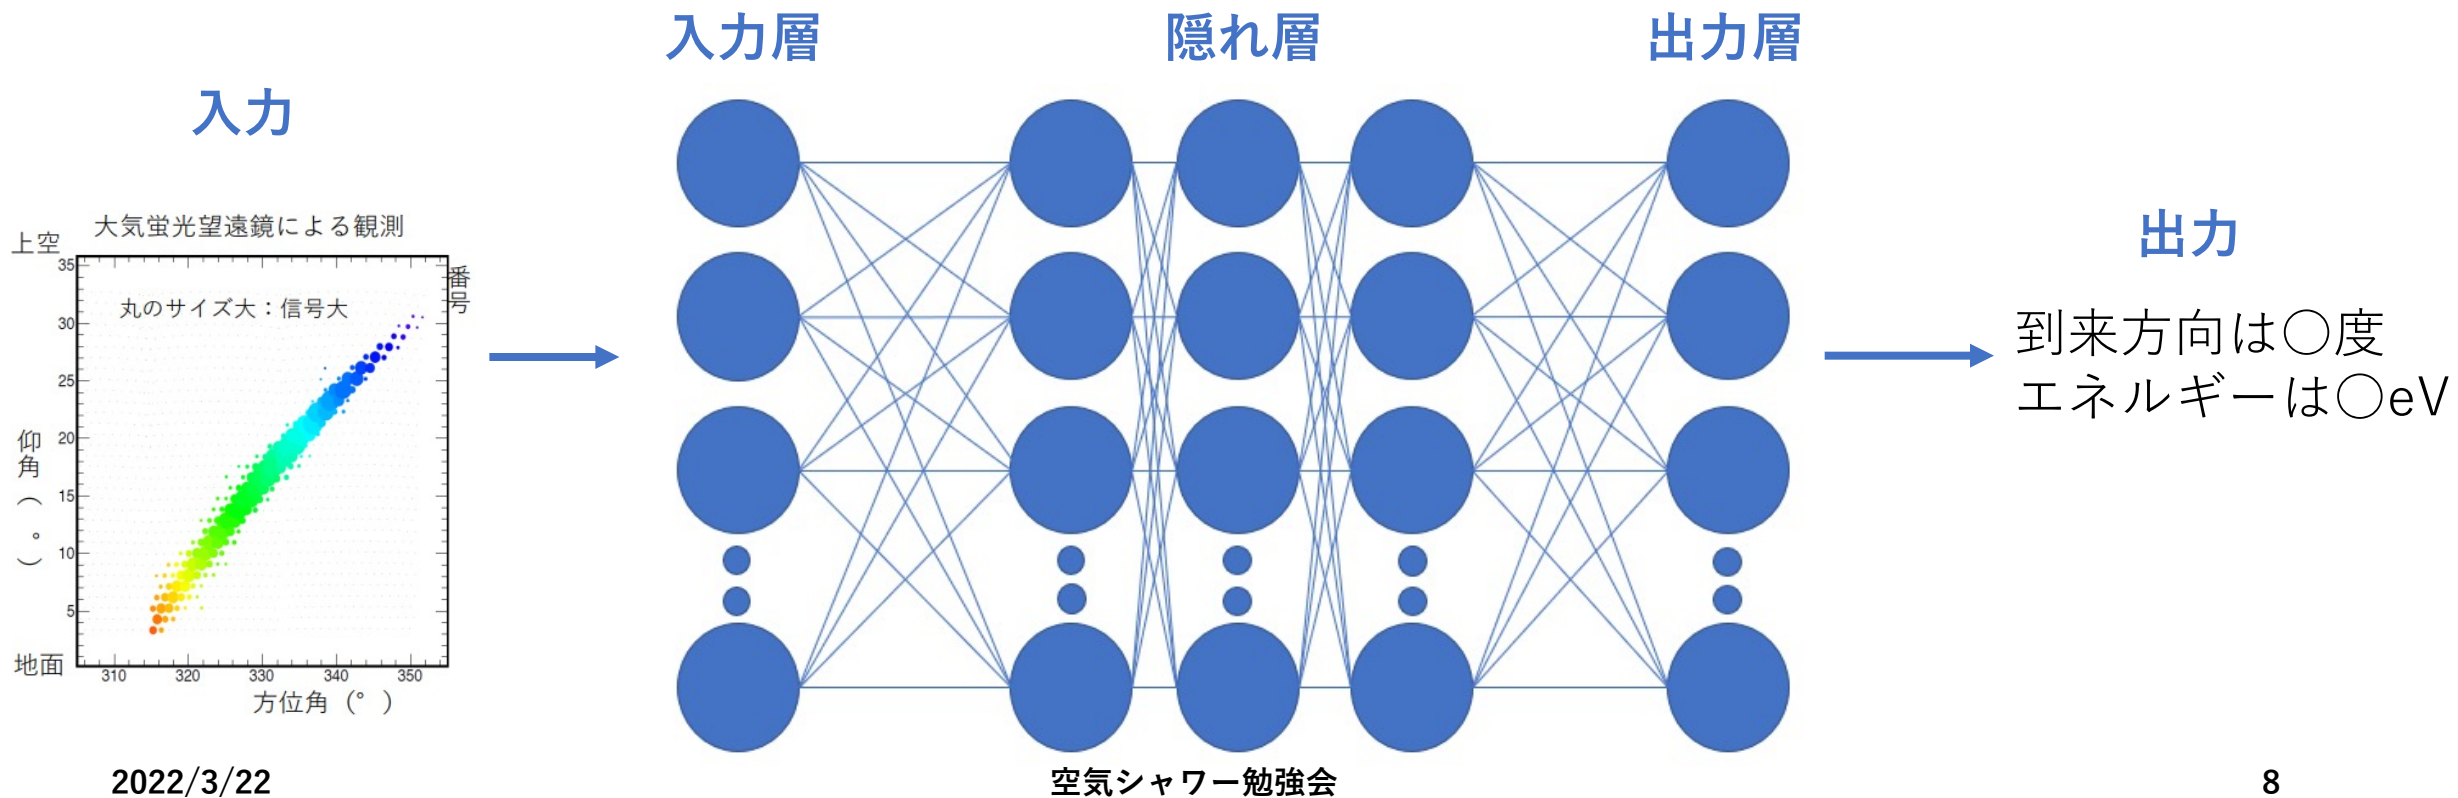 入力層
隠れ層
出力層
入力
大気蛍光望遠鏡による観測
上空
番号
丸のサイズ大：信号大
35
30
25
20
15
10
5
仰角（°）
地面
310 320 330 340 350
方位角（°）
出力
到来方向は○度
エネルギーは○eV
2022/3/22
空気シャワー勉強会
8